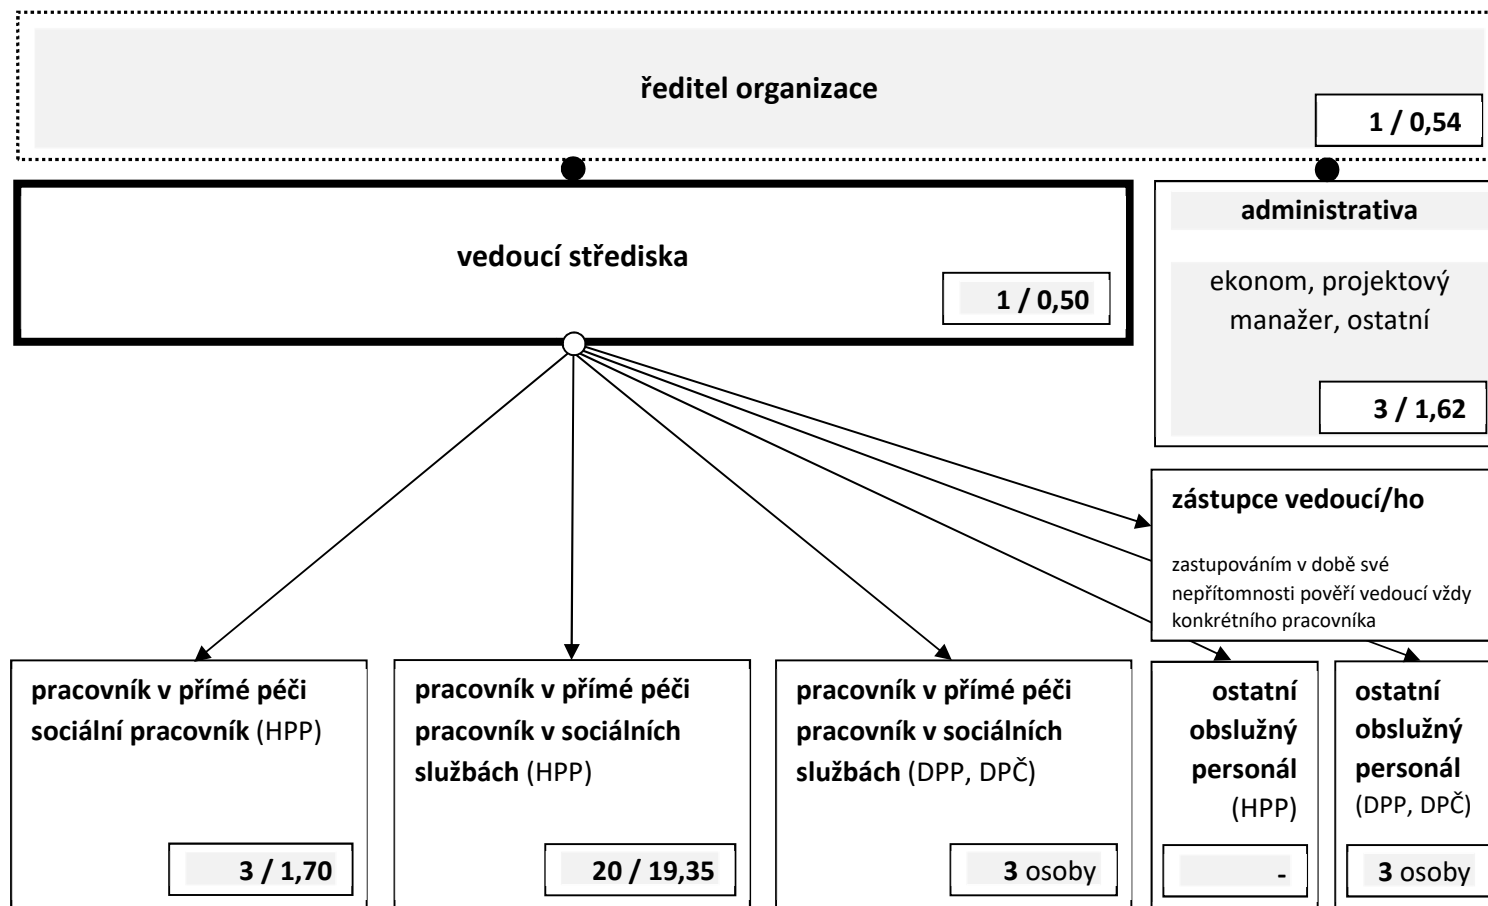 ředitel organizace
1 / 0,54
vedoucí střediska
1 / 0,50
administrativa
ekonom, projektový
manažer, ostatní
3 / 1,62
zástupce vedoucí/ho
zastupováním v době své
nepřítomnosti pověří vedoucí vždy
konkrétního pracovníka
pracovník v přímé péči
sociální pracovník (HPP)
3 / 1,70
pracovník v přímé péči
pracovník v sociálních
službách (HPP)
20 / 19,35
pracovník v přímé péči
pracovník v sociálních
službách (DPP, DPČ)
3 osoby
ostatní
obslužný
personál
(HPP)
-
ostatní
obslužný
personál
(DPP, DPČ)
3 osoby